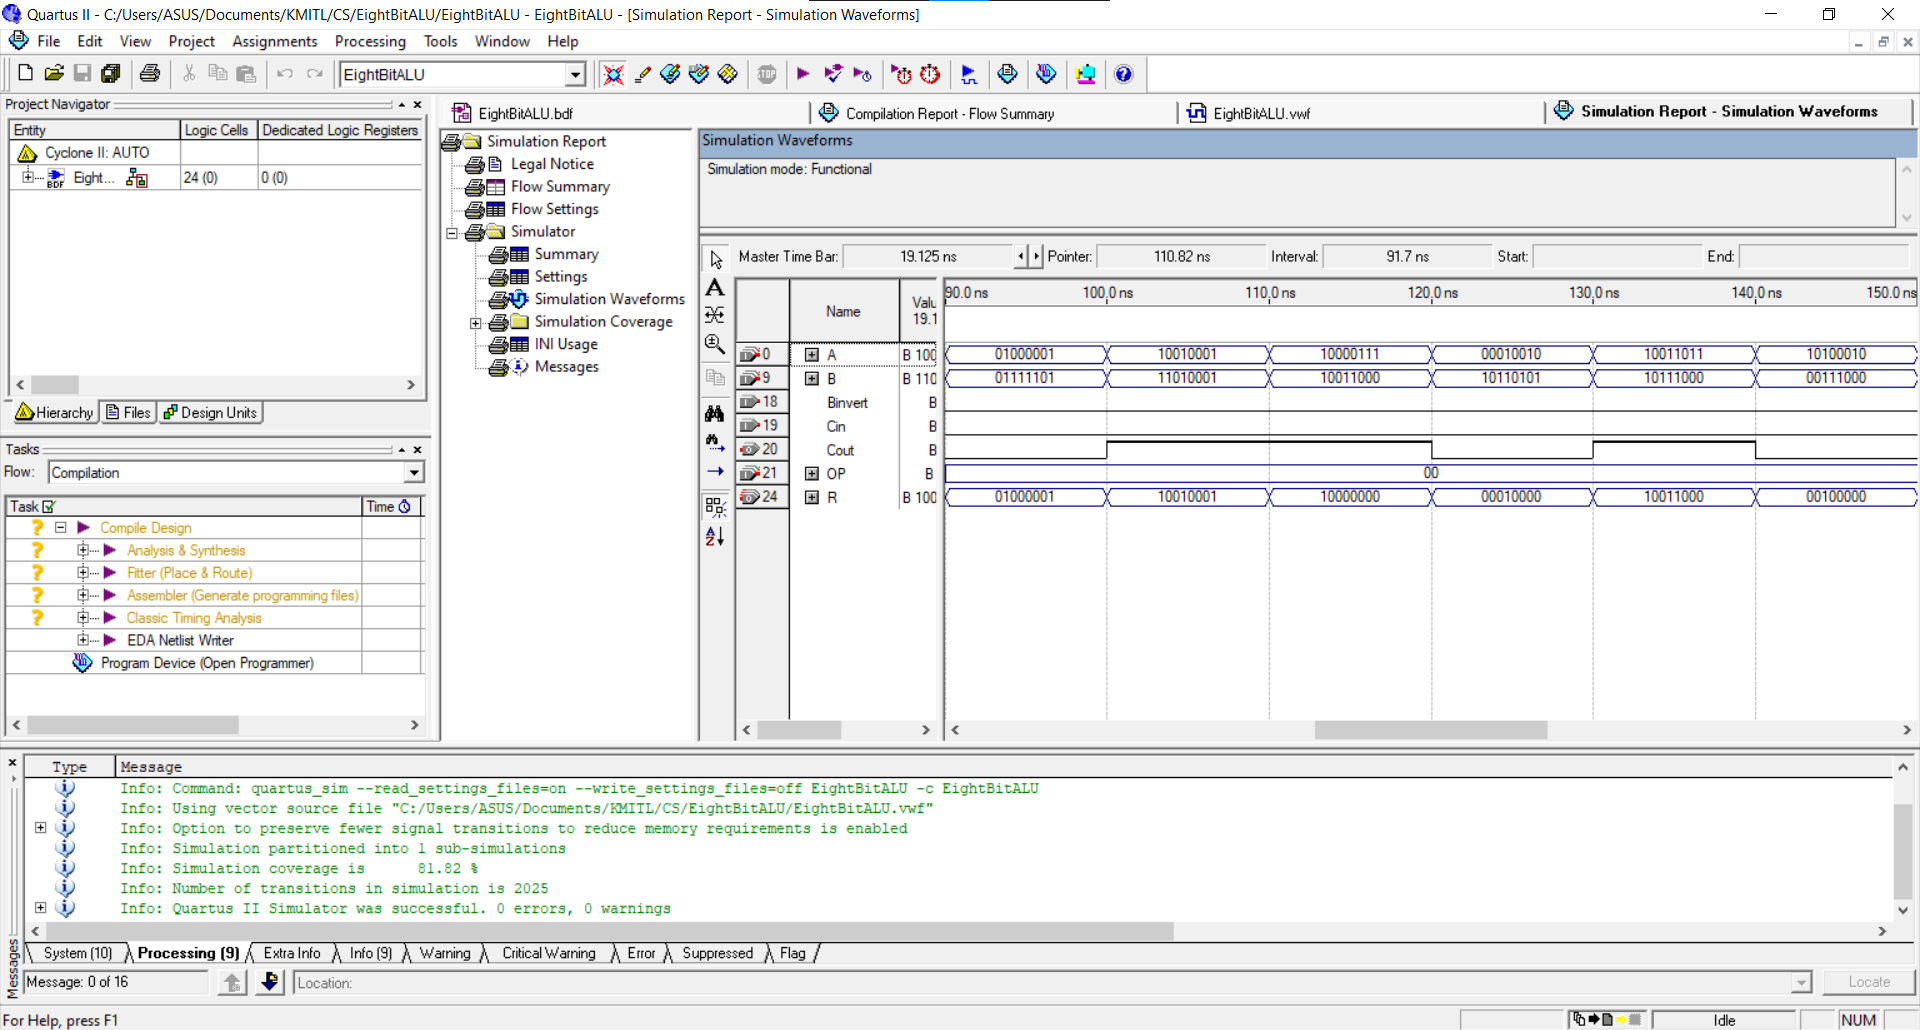 Quartus II - C:/Users/ASUS/Documents/KMITL/CS/EightBitALU/EightBitALU - EightBitALU - [Simulation Report - Simulation Waveforms]
File Edit View Project Assignments Processing Tools Window Help
EightBitALU
STOP
Project Navigator
Entity Logic Cells Dedicated Logic Registers
Cyclone II: AUTO
BDF Eight... 24 (0) 0 (0)
Hierarchy Files Design Units
Tasks
Flow: Compilation
Task Time
Compile Design
Analysis & Synthesis
Fitter (Place & Route)
Assembler (Generate programming files)
Classic Timing Analysis
EDA Netlist Writer
Program Device (Open Programmer)
EightBitALU.bdf Compilation Report - Flow Summary EightBitALU.vwf Simulation Report - Simulation Waveforms
Simulation Report
Legal Notice
Flow Summary
Flow Settings
Simulator
Summary
Settings
Simulation Waveforms
Simulation Coverage
INI Usage
Messages
Simulation Waveforms
Simulation mode: Functional
Master Time Bar: 19.125 ns Pointer: 110.82 ns Interval: 91.7 ns Start: End:
Name Valu 19.1 90.0 ns 100.0 ns 110.0 ns 120.0 ns 130.0 ns 140.0 ns 150.0 ns
0 A B 100 01000001 10010001 10000111 00010010 10011011 10100010
9 B B 110 01111101 11010001 10011000 10110101 10111000 00111000
18 Binvert B
19 Cin B
20 Cout B
21 OP B 00
24 R B 100 01000001 10010001 10000000 00010000 10011000 00100000
Type Message
Info: Command: quartus_sim --read_settings_files=on --write_settings_files=off EightBitALU -c EightBitALU
Info: Using vector source file "C:/Users/ASUS/Documents/KMITL/CS/EightBitALU/EightBitALU.vwf"
Info: Option to preserve fewer signal transitions to reduce memory requirements is enabled
Info: Simulation partitioned into 1 sub-simulations
Info: Simulation coverage is 81.82 %
Info: Number of transitions in simulation is 2025
Info: Quartus II Simulator was successful. 0 errors, 0 warnings
System (10) Processing (9) Extra Info Info (9) Warning Critical Warning Error Suppressed Flag
Messages
Message: 0 of 16 Location: Locate
For Help, press F1 Idle NUM